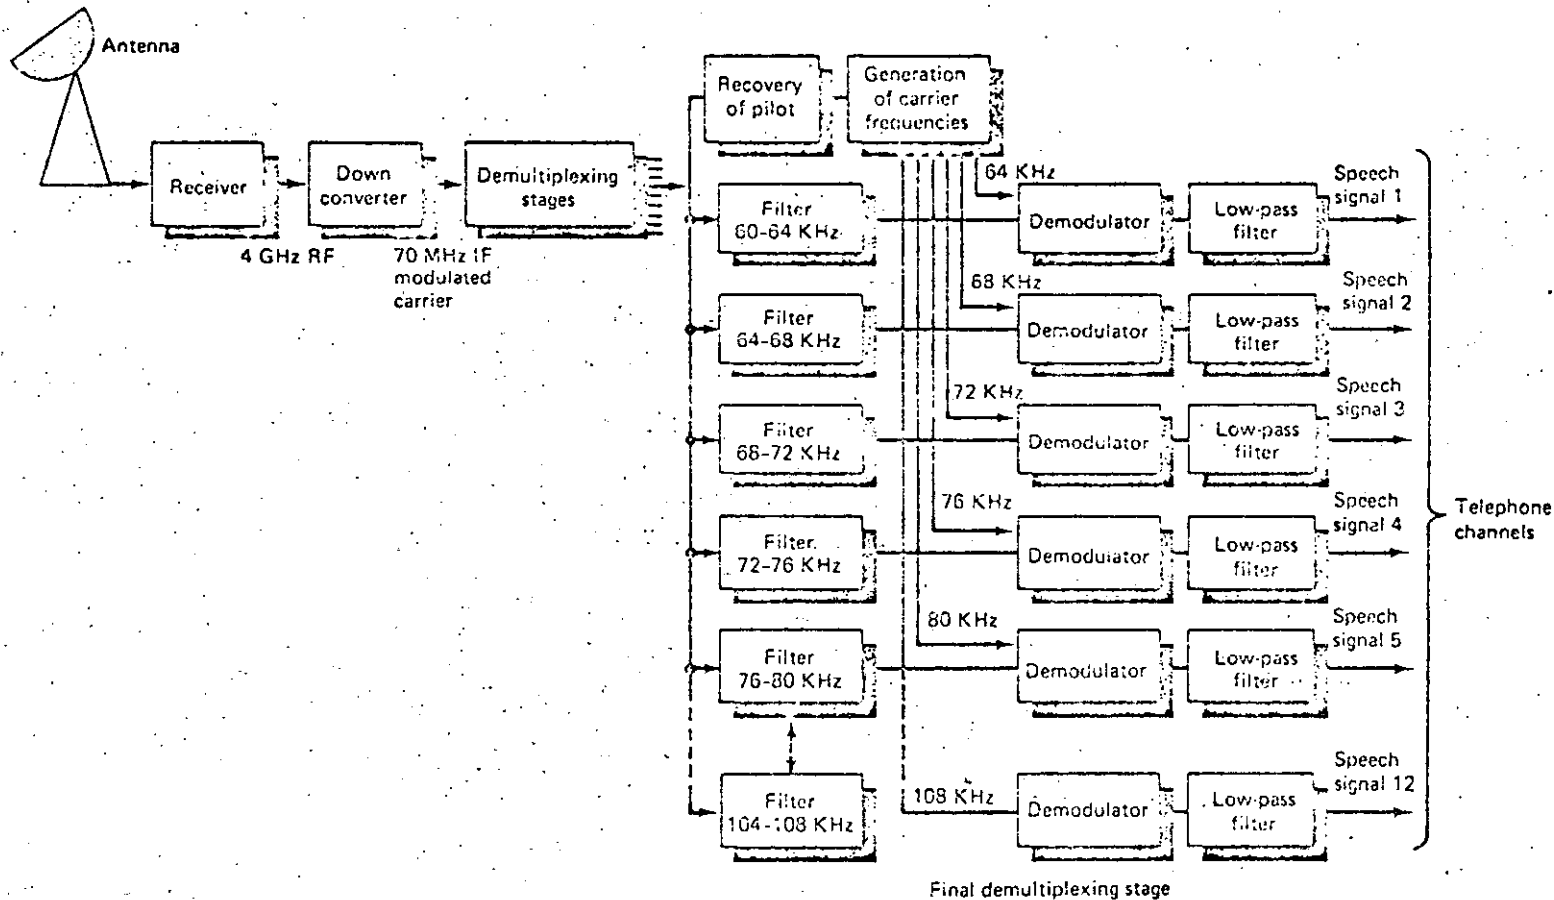 Antenna
Receiver
Down
converter
Demultiplexing
stages
4 GHz RF
70 MHz IF
modulated
carrier
Recovery
of pilot
Generation
of carrier
frequencies
64 KHz
Filter
60-64 KHz
Demodulator
Low-pass
filter
Speech
signal 1
68 KHz
Filter
64-68 KHz
Demodulator
Low-pass
filter
Speech
signal 2
72 KHz
Filter
68-72 KHz
Demodulator
Low-pass
filter
Speech
signal 3
76 KHz
Filter
72-76 KHz
Demodulator
Low-pass
filter
Speech
signal 4
Telephone
channels
80 KHz
Filter
76-80 KHz
Demodulator
Low-pass
filter
Speech
signal 5
108 KHz
Filter
104-108 KHz
Demodulator
Low-pass
filter
Speech
signal 12
Final demultiplexing stage